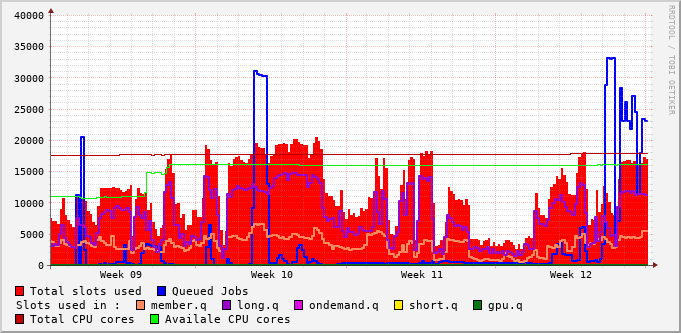 40000
35000
30000
25000
20000
15000
10000
5000
0
Week 09 Week 10 Week 11 Week 12
Total slots used Queued Jobs
Slots used in : member.q long.q ondemand.q short.q gpu.q
Total CPU cores Availale CPU cores
RRDTOOL / TOBI OETIKER